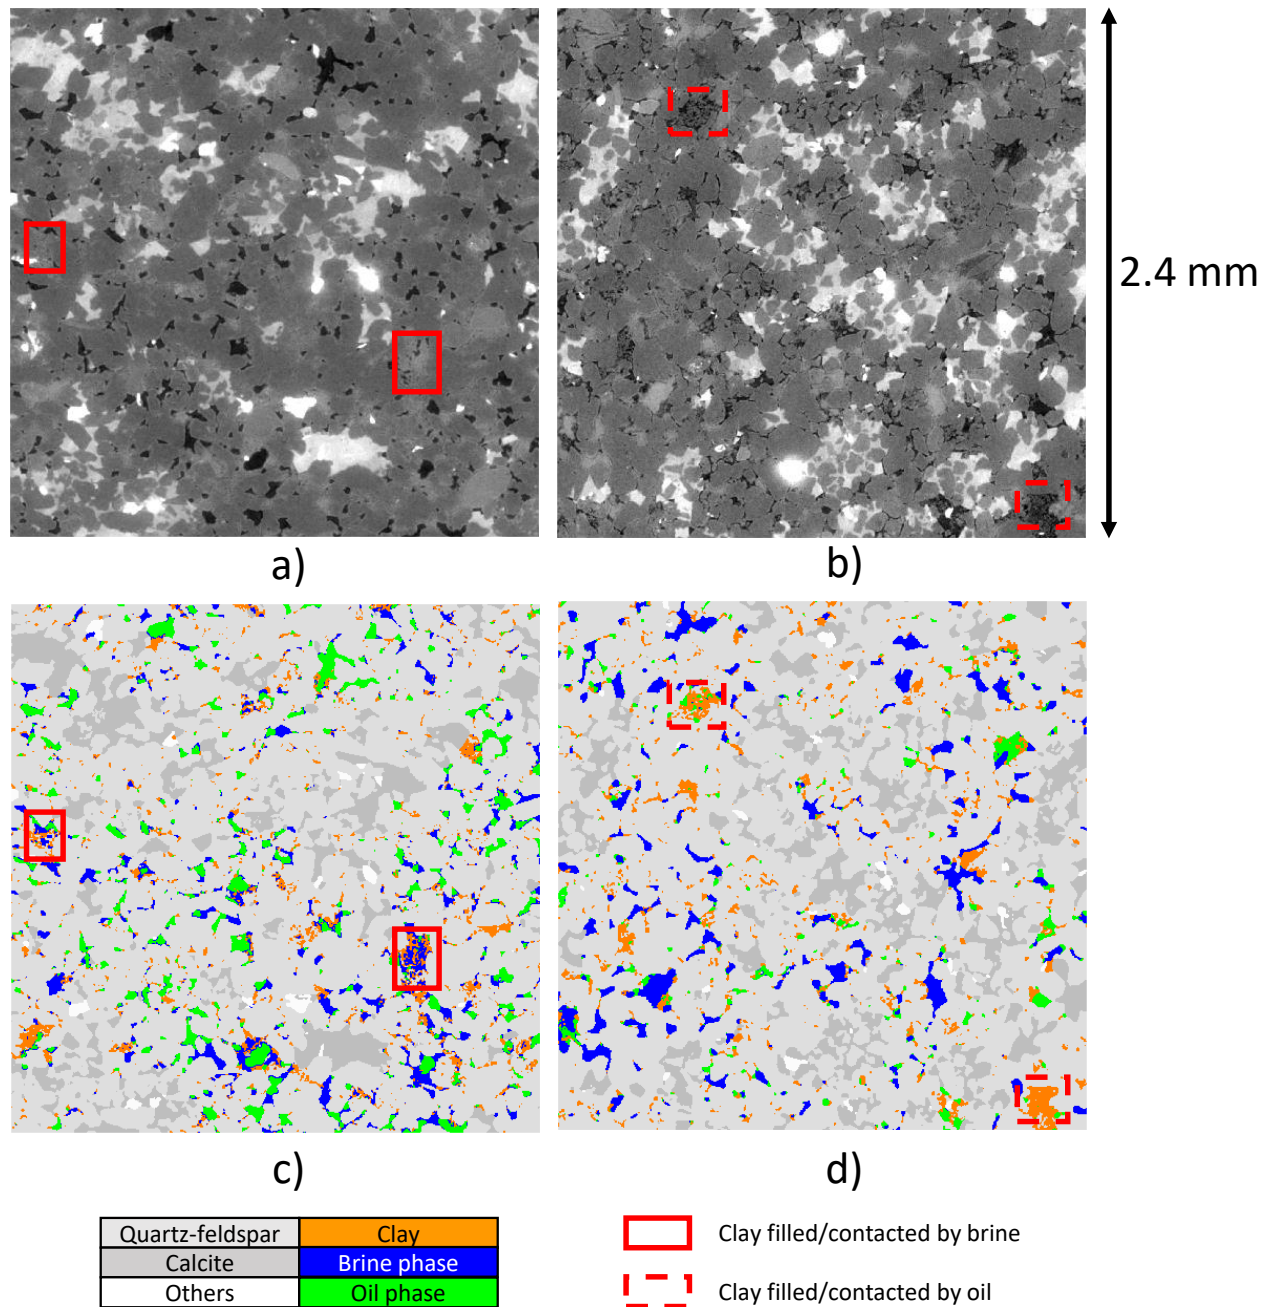 2.4 mm
a)
b)
c)
d)
Quartz-feldspar Clay
Calcite Brine phase
Others Oil phase
Clay filled/contacted by brine
Clay filled/contacted by oil